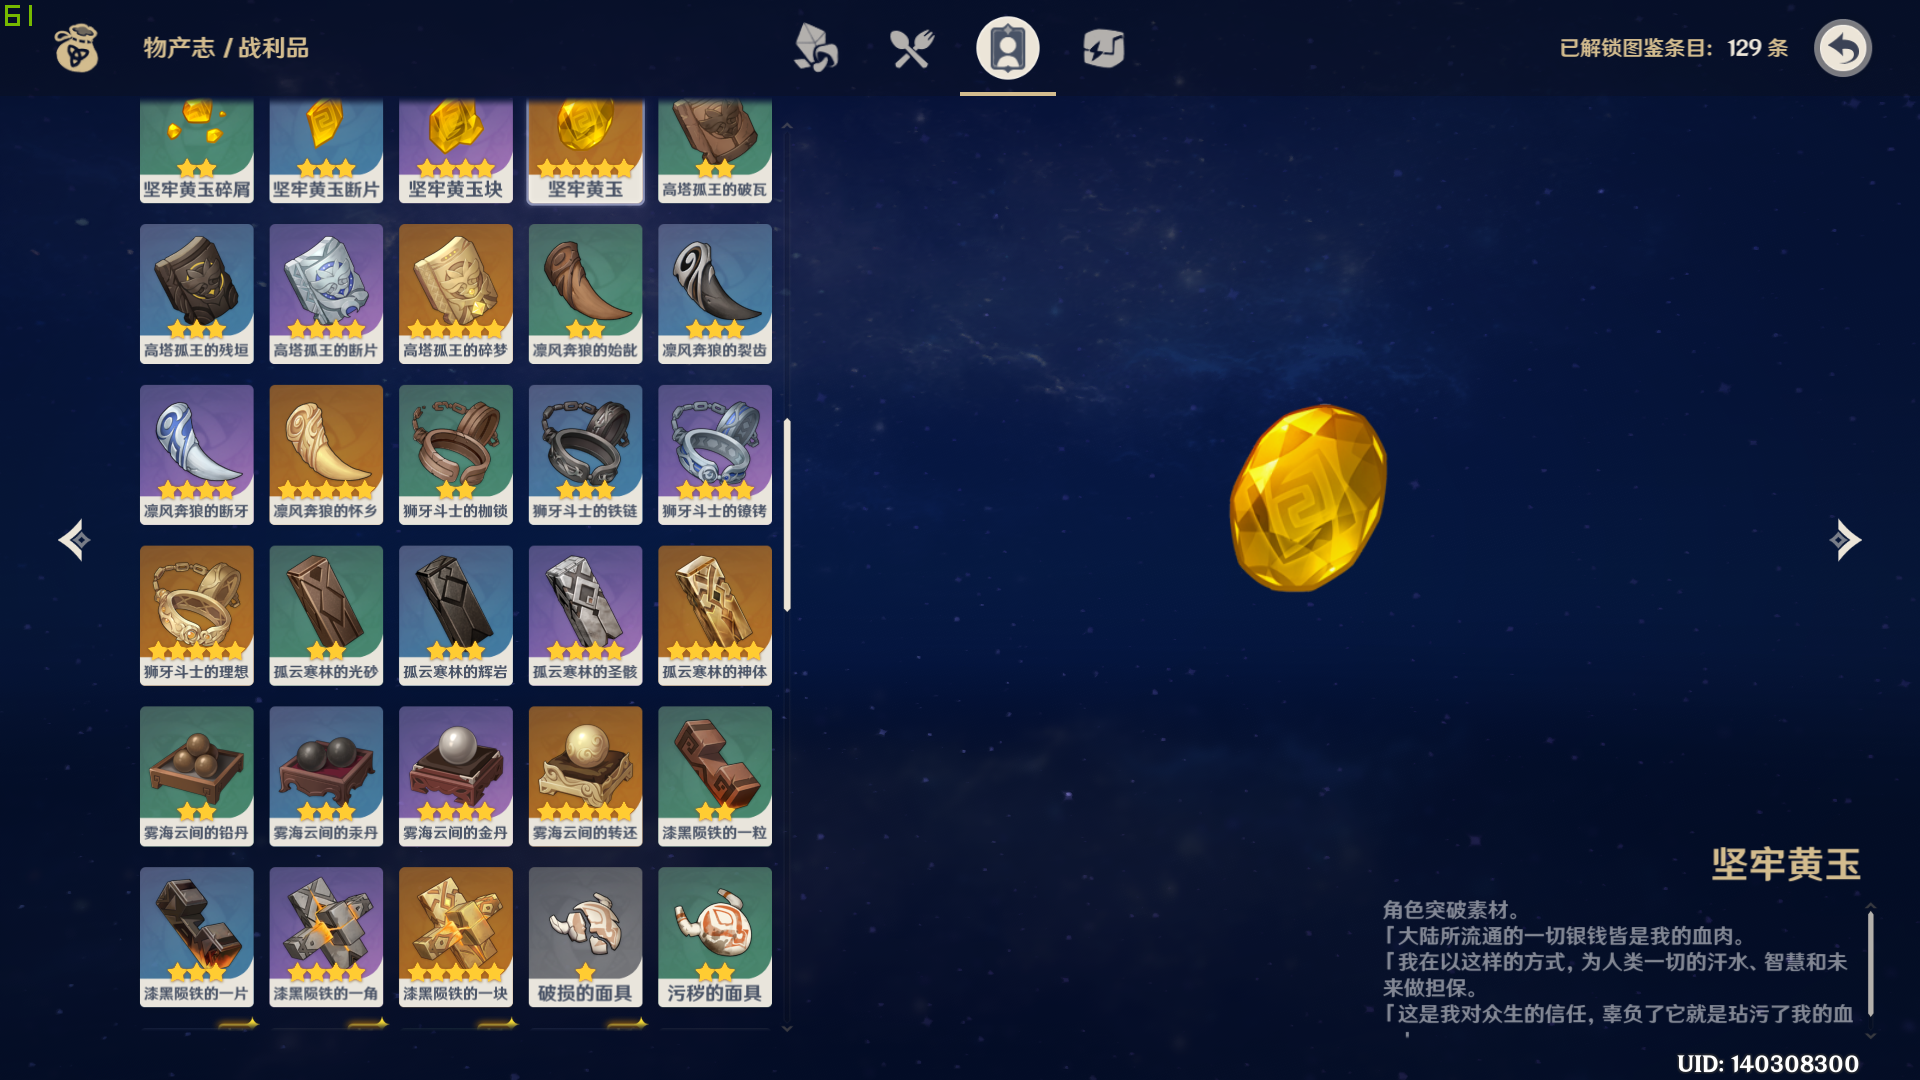 61
物产志 / 战利品
已解锁图鉴条目: 129 条
坚牢黄玉碎屑
坚牢黄玉断片
坚牢黄玉块
坚牢黄玉
高塔孤王的破瓦
高塔孤王的残垣
高塔孤王的断片
高塔孤王的碎梦
凛风奔狼的始龀
凛风奔狼的裂齿
凛风奔狼的断牙
凛风奔狼的怀乡
狮牙斗士的枷锁
狮牙斗士的铁链
狮牙斗士的镣铐
狮牙斗士的理想
孤云寒林的光砂
孤云寒林的辉岩
孤云寒林的圣骸
孤云寒林的神体
雾海云间的铅丹
雾海云间的汞丹
雾海云间的金丹
雾海云间的转还
漆黑陨铁的一粒
漆黑陨铁的一片
漆黑陨铁的一角
漆黑陨铁的一块
破损的面具
污秽的面具
坚牢黄玉
角色突破素材。
「大陆所流通的一切银钱皆是我的血肉。
「我在以这样的方式, 为人类一切的汗水、智慧和未
来做担保。
「这是我对众生的信任, 辜负了它就是玷污了我的血
UID: 140308300